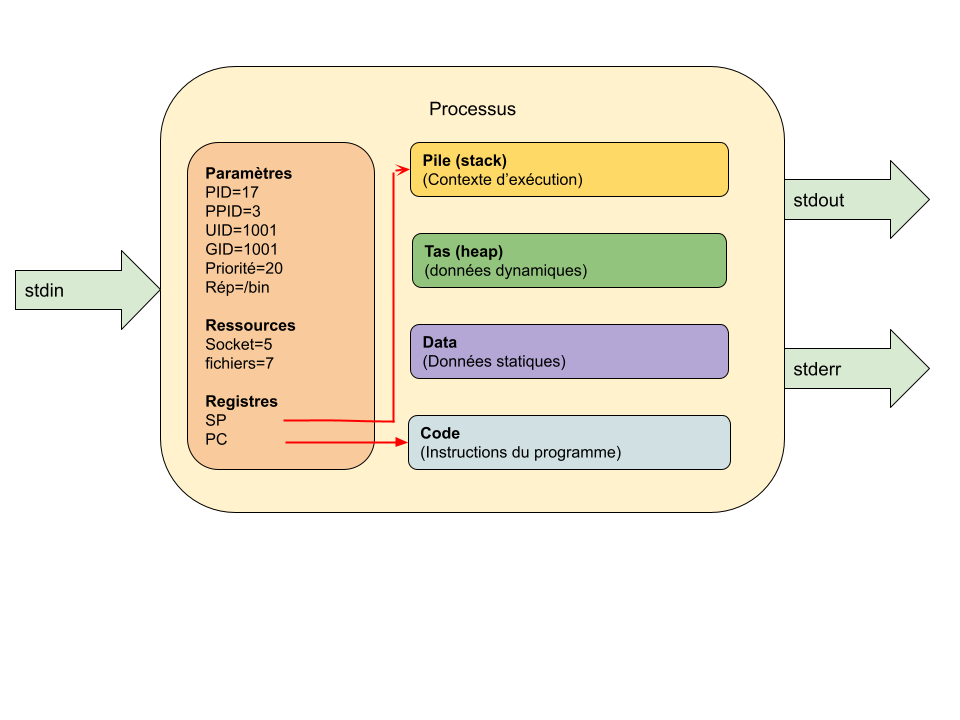 Processus
stdin
Paramètres
PID=17
PPID=3
UID=1001
GID=1001
Priorité=20
Rép=/bin
Ressources
Socket=5
fichiers=7
Registres
SP
PC
Pile (stack)
(Contexte d’exécution)
Tas (heap)
(données dynamiques)
Data
(Données statiques)
Code
(Instructions du programme)
stdout
stderr